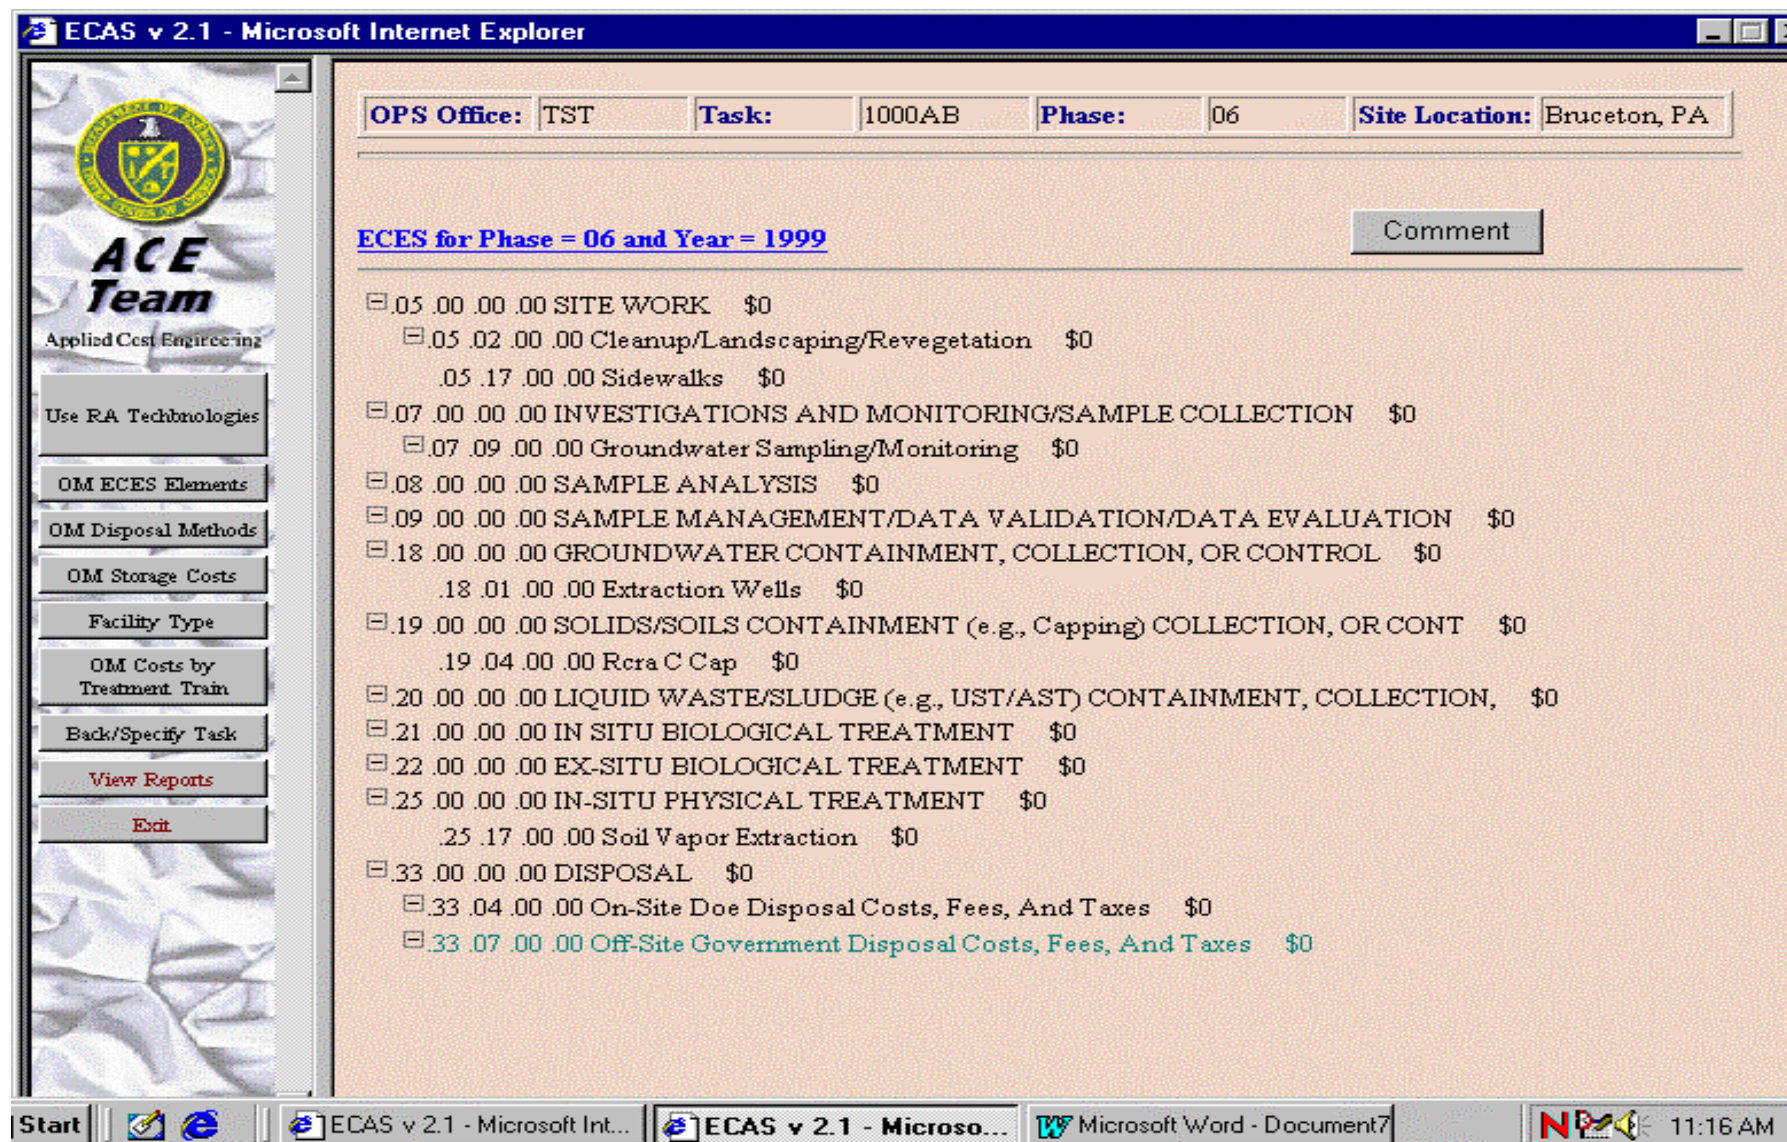 ECAS v 2.1 - Microsoft Internet Explorer
OPS Office: TST Task: 1000AB Phase: 06 Site Location: Bruceton, PA
ACE
Team
Applied Cost Engineering
Use RA Techbnologies
OM ECES Elements
OM Disposal Methods
OM Storage Costs
Facility Type
OM Costs by
Treatment Train
Back/Specify Task
View Reports
Exit
ECES for Phase = 06 and Year = 1999
Comment
.05 .00 .00 .00 SITE WORK $0
.05 .02 .00 .00 Cleanup/Landscaping/Revegetation $0
.05 .17 .00 .00 Sidewalks $0
.07 .00 .00 .00 INVESTIGATIONS AND MONITORING/SAMPLE COLLECTION $0
.07 .09 .00 .00 Groundwater Sampling/Monitoring $0
.08 .00 .00 .00 SAMPLE ANALYSIS $0
.09 .00 .00 .00 SAMPLE MANAGEMENT/DATA VALIDATION/DATA EVALUATION $0
.18 .00 .00 .00 GROUNDWATER CONTAINMENT, COLLECTION, OR CONTROL $0
.18 .01 .00 .00 Extraction Wells $0
.19 .00 .00 .00 SOLIDS/SOILS CONTAINMENT (e.g., Capping) COLLECTION, OR CONT $0
.19 .04 .00 .00 Rcra C Cap $0
.20 .00 .00 .00 LIQUID WASTE/SLUDGE (e.g., UST/AST) CONTAINMENT, COLLECTION, $0
.21 .00 .00 .00 IN SITU BIOLOGICAL TREATMENT $0
.22 .00 .00 .00 EX-SITU BIOLOGICAL TREATMENT $0
.25 .00 .00 .00 IN-SITU PHYSICAL TREATMENT $0
.25 .17 .00 .00 Soil Vapor Extraction $0
.33 .00 .00 .00 DISPOSAL $0
.33 .04 .00 .00 On-Site Doe Disposal Costs, Fees, And Taxes $0
.33 .07 .00 .00 Off-Site Government Disposal Costs, Fees, And Taxes $0
Start ECAS v 2.1 - Microsoft Int... ECAS v 2.1 - Microso... Microsoft Word - Document7 11:16 AM